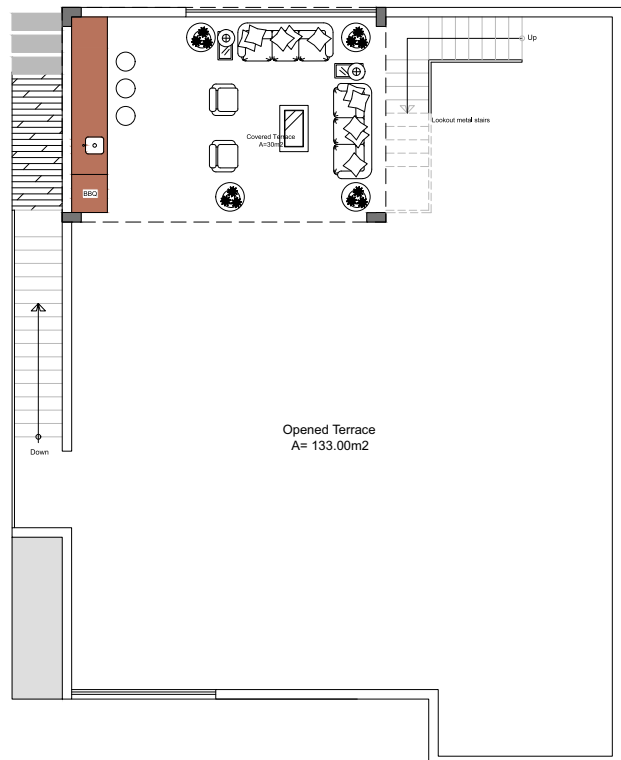 Up
Lookout metal stairs
Covered Terrace
A=30m2
BBQ
Opened Terrace
A= 133.00m2
Down